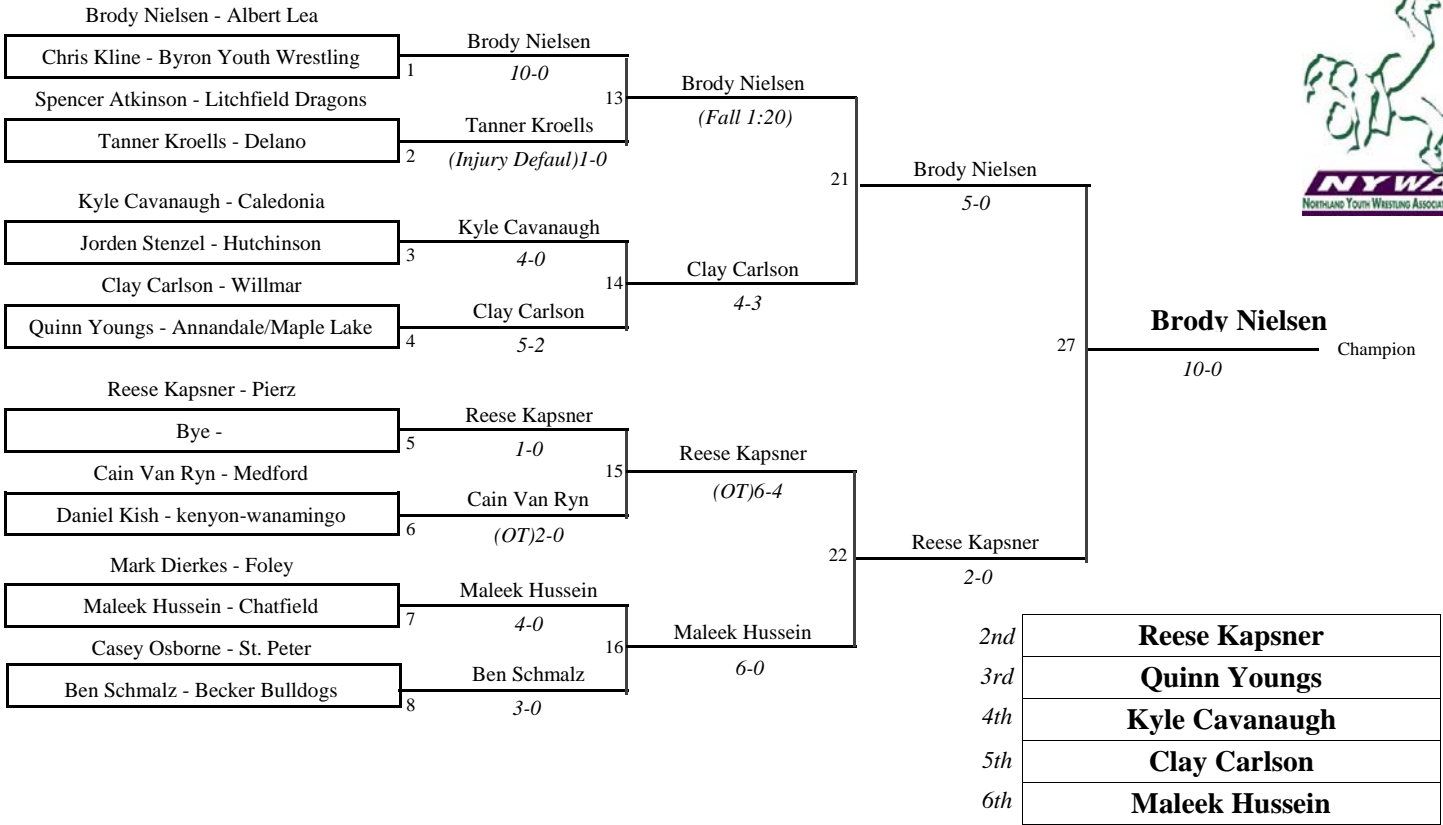 Brody Nielsen - Albert Lea
Chris Kline - Byron Youth Wrestling
1
Spencer Atkinson - Litchfield Dragons
Tanner Kroells - Delano
2
Kyle Cavanaugh - Caledonia
Jorden Stenzel - Hutchinson
3
Clay Carlson - Willmar
Quinn Youngs - Annandale/Maple Lake
4
Reese Kapsner - Pierz
Bye -
5
Cain Van Ryn - Medford
Daniel Kish - kenyon-wanamingo
6
Mark Dierkes - Foley
Maleek Hussein - Chatfield
7
Casey Osborne - St. Peter
Ben Schmalz - Becker Bulldogs
8
Brody Nielsen
10-0
13
Tanner Kroells
(Injury Defaul)1-0
Kyle Cavanaugh
4-0
14
Clay Carlson
5-2
Reese Kapsner
1-0
15
Cain Van Ryn
(OT)2-0
Maleek Hussein
4-0
16
Ben Schmalz
3-0
Brody Nielsen
(Fall 1:20)
21
Clay Carlson
4-3
Reese Kapsner
(OT)6-4
22
Maleek Hussein
6-0
Brody Nielsen
5-0
27
Reese Kapsner
2-0
Brody Nielsen
10-0
Champion
NYWA
NORTHLAND YOUTH WRESTLING
2nd Reese Kapsner
3rd Quinn Youngs
4th Kyle Cavanaugh
5th Clay Carlson
6th Maleek Hussein